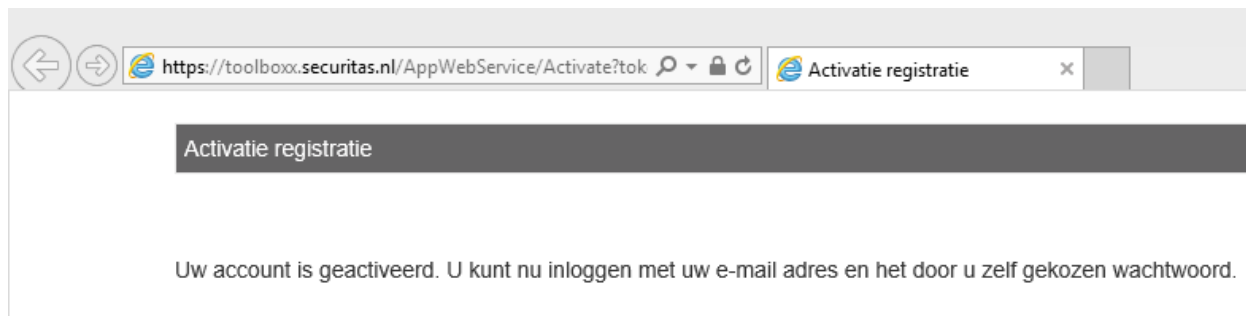 https://toolboxx.securitas.nl/AppWebService/Activate?tok
Activatie registratie
Activatie registratie
Uw account is geactiveerd. U kunt nu inloggen met uw e-mail adres en het door u zelf gekozen wachtwoord.